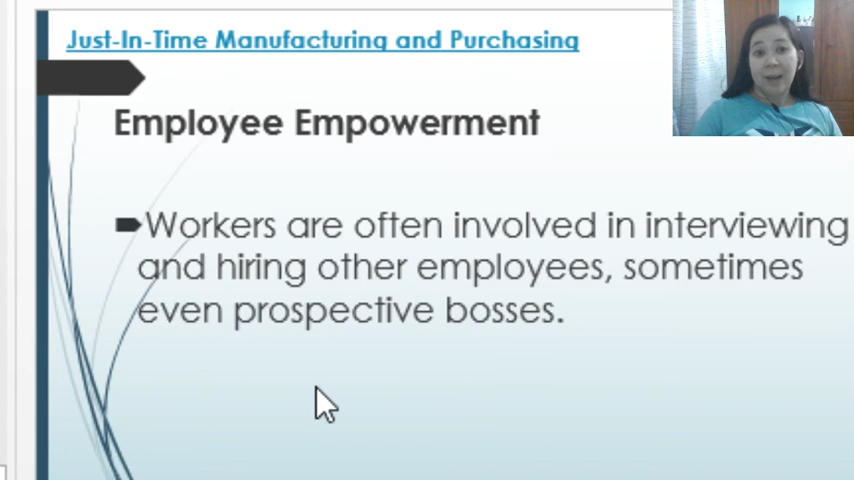 Just-In-Time Manufacturing and Purchasing
Employee Empowerment
Workers are often involved in interviewing
and hiring other employees, sometimes
even prospective bosses.